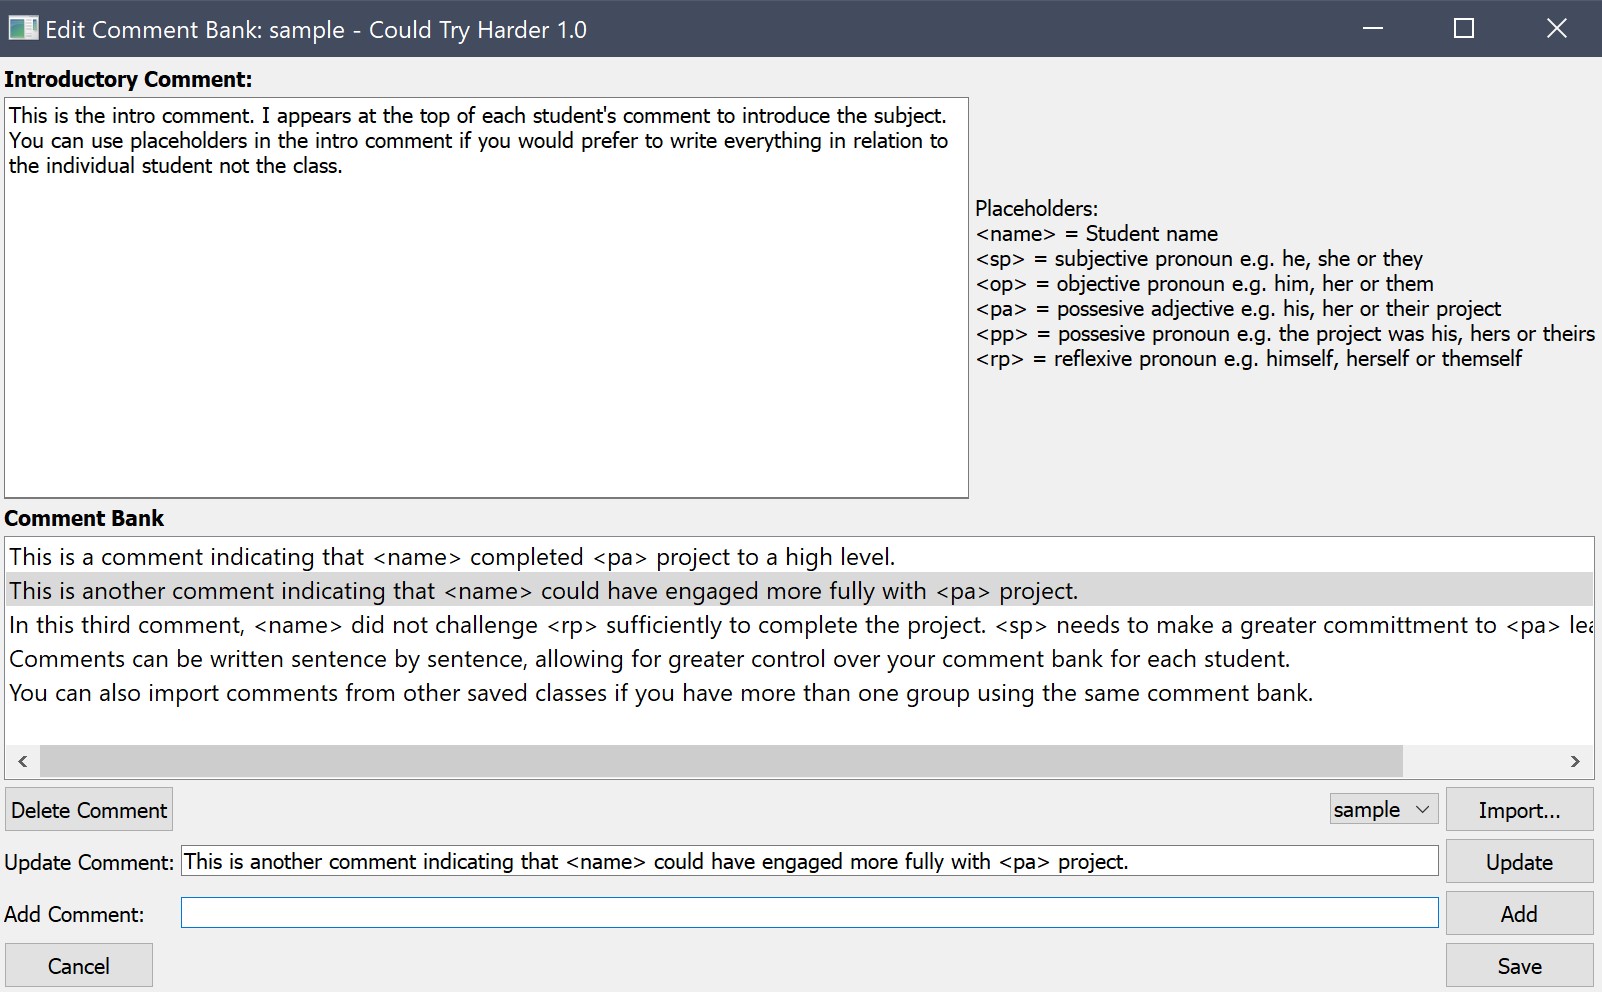 Edit Comment Bank: sample - Could Try Harder 1.0
Introductory Comment:
This is the intro comment. I appears at the top of each student's comment to introduce the subject.
You can use placeholders in the intro comment if you would prefer to write everything in relation to
the individual student not the class.
Placeholders:
<name> = Student name
<sp> = subjective pronoun e.g. he, she or they
<op> = objective pronoun e.g. him, her or them
<pa> = possesive adjective e.g. his, her or their project
<pp> = possesive pronoun e.g. the project was his, hers or theirs
<rp> = reflexive pronoun e.g. himself, herself or themself
Comment Bank
This is a comment indicating that <name> completed <pa> project to a high level.
This is another comment indicating that <name> could have engaged more fully with <pa> project.
In this third comment, <name> did not challenge <rp> sufficiently to complete the project. <sp> needs to make a greater committment to <pa>
Comments can be written sentence by sentence, allowing for greater control over your comment bank for each student.
You can also import comments from other saved classes if you have more than one group using the same comment bank.
Delete Comment
sample
Import...
Update Comment:
This is another comment indicating that <name> could have engaged more fully with <pa> project.
Update
Add Comment:
Add
Cancel
Save